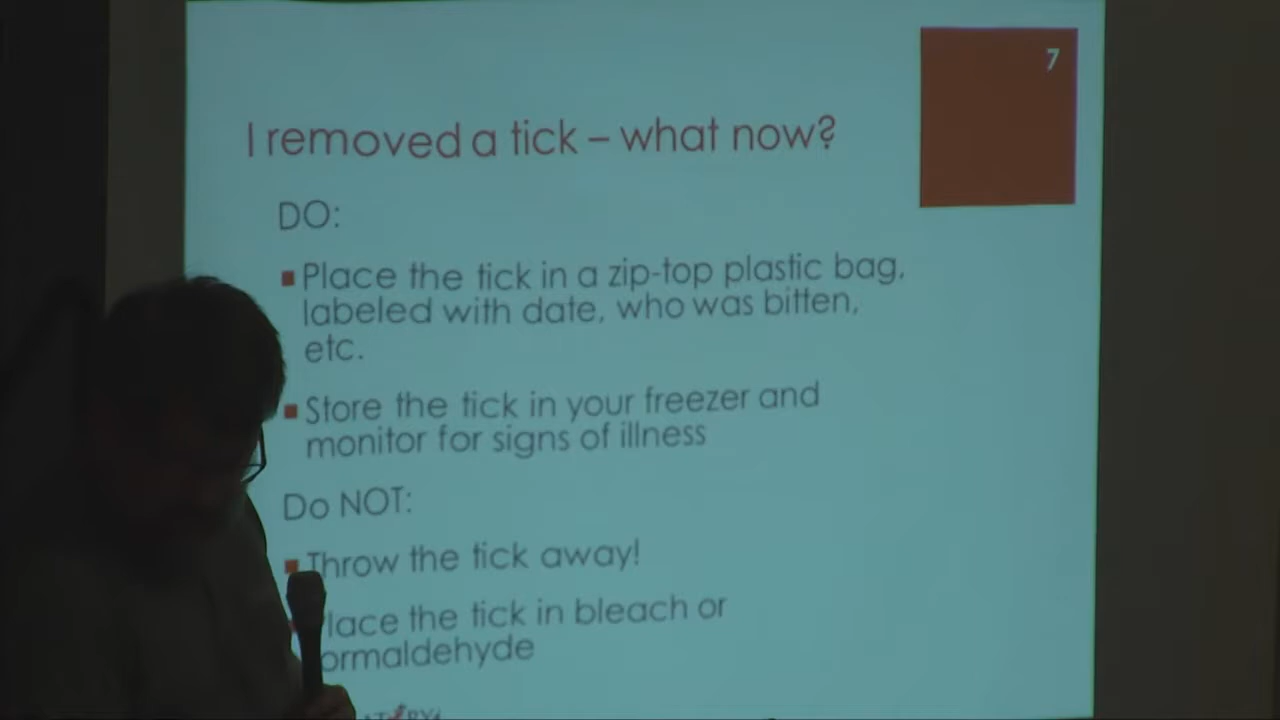 7
I removed a tick – what now?
DO:
Place the tick in a zip-top plastic bag,
labeled with date, who was bitten,
etc.
Store the tick in your freezer and
monitor for signs of illness
Do NOT:
Throw the tick away!
lace the tick in bleach or
ormaldehyde